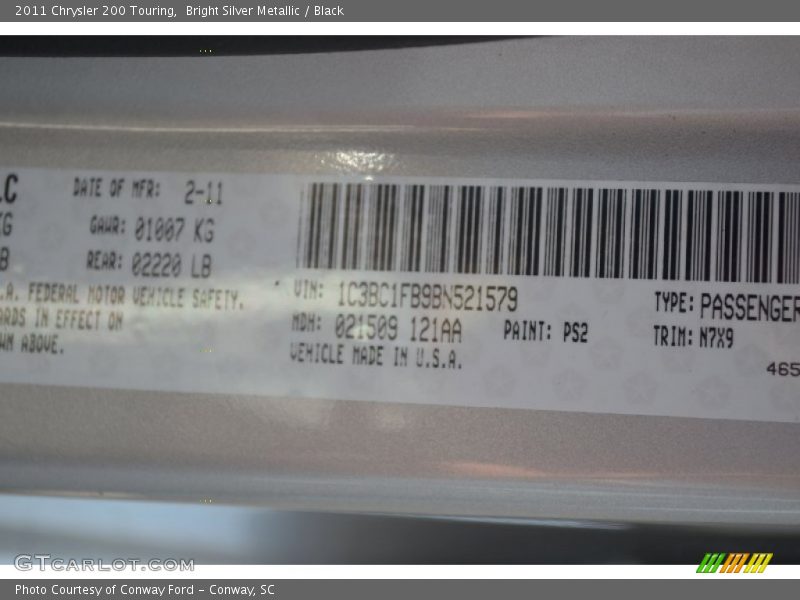 2011 Chrysler 200 Touring,  Bright Silver Metallic / Black
LC
DATE OF MFR: 2-11
KG
GAWR: 01007 KG
B
REAR: 02220 LB
.A. FEDERAL MOTOR VEHICLE SAFETY.
ARDS IN EFFECT ON
WN ABOVE.
VIN: 1C3BC1FB9BN521579
TYPE: PASSENGER
MDH: 021509 121AA
PAINT: PS2
TRIM: N7X9
VEHICLE MADE IN U.S.A.
465
GTCARLOT.COM
Photo Courtesy of Conway Ford – Conway, SC